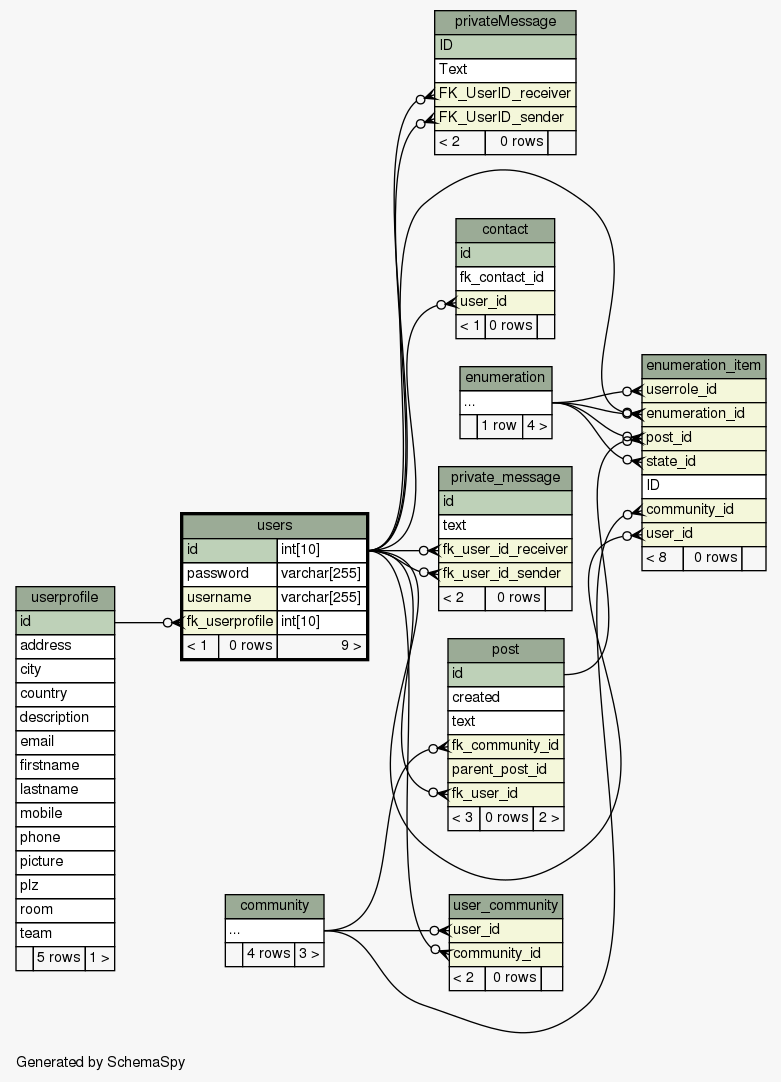 privateMessage
ID
Text
FK_UserID_receiver
FK_UserID_sender
< 2 0 rows
contact
id
fk_contact_id
user_id
< 1 0 rows
enumeration
...
1 row 4 >
enumeration_item
userrole_id
enumeration_id
post_id
state_id
ID
community_id
user_id
< 8 0 rows
private_message
id
text
fk_user_id_receiver
fk_user_id_sender
< 2 0 rows
users
id int[10]
password varchar[255]
username varchar[255]
fk_userprofile int[10]
< 1 0 rows 9 >
userprofile
id
address
city
country
description
email
firstname
lastname
mobile
phone
picture
plz
room
team
5 rows 1 >
post
id
created
text
fk_community_id
parent_post_id
fk_user_id
< 3 0 rows 2 >
community
...
4 rows 3 >
user_community
user_id
community_id
< 2 0 rows
Generated by SchemaSpy